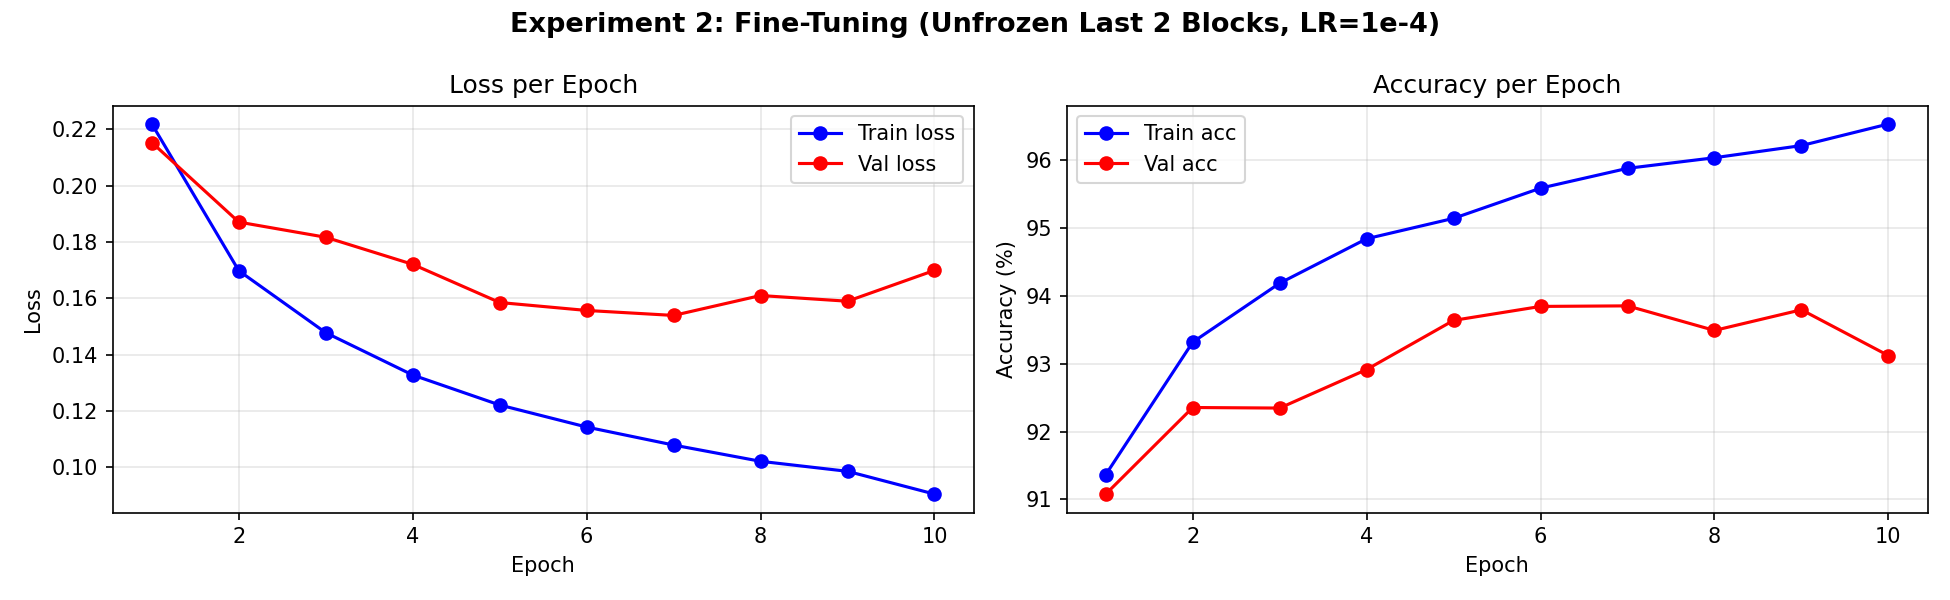 Experiment 2: Fine-Tuning (Unfrozen Last 2 Blocks, LR=1e-4)
Loss per Epoch
Train loss
Val loss
0.22
0.20
0.18
0.16
0.14
0.12
0.10
Loss
2 4 6 8 10
Epoch
Accuracy per Epoch
Train acc
Val acc
96
95
94
93
92
91
Accuracy (%)
2 4 6 8 10
Epoch